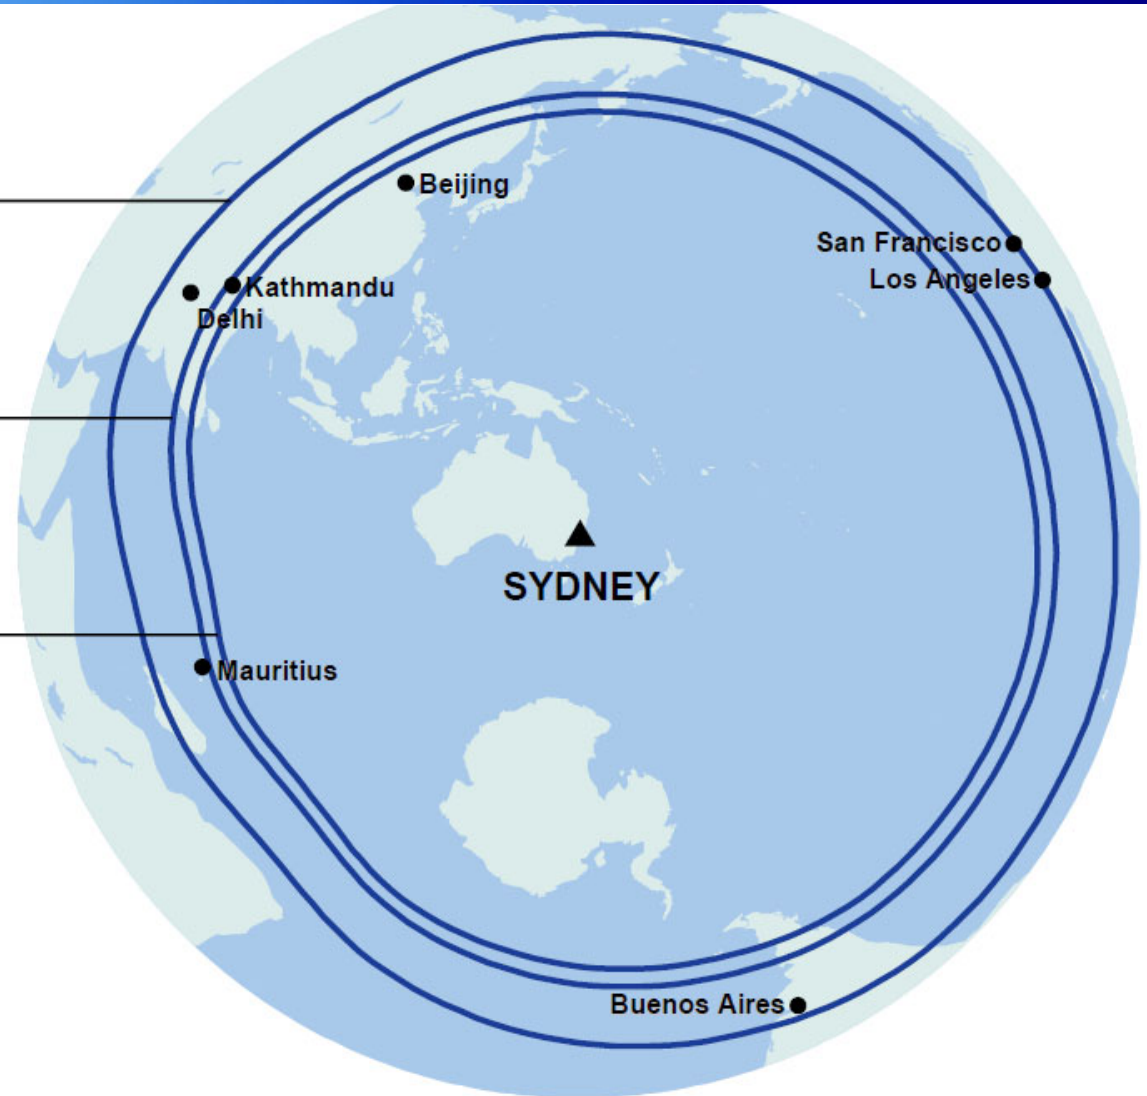 Beijing
San Francisco
Los Angeles
Kathmandu
Delhi
SYDNEY
Mauritius
Buenos Aires